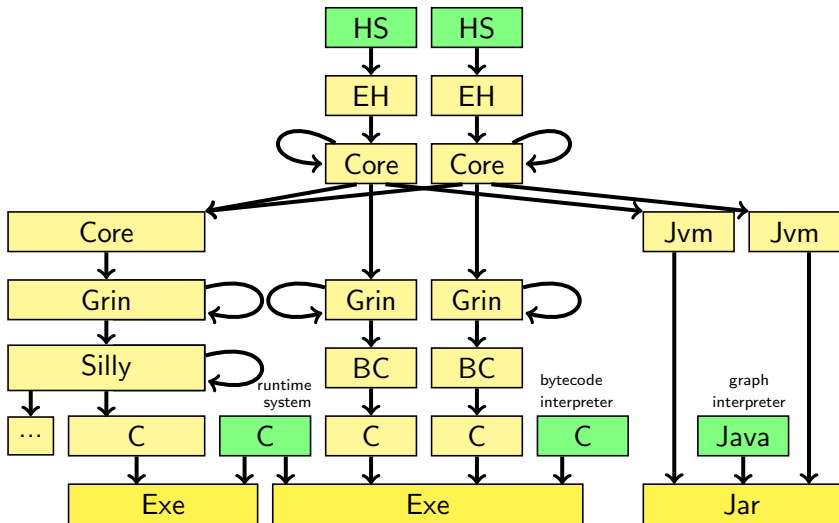 HS
HS
EH
EH
Core
Core
Core
Jvm
Jvm
Grin
Grin
Grin
Silly
BC
BC
runtime
system
bytecode
interpreter
graph
interpreter
...
C
C
C
C
C
Java
Exe
Exe
Jar